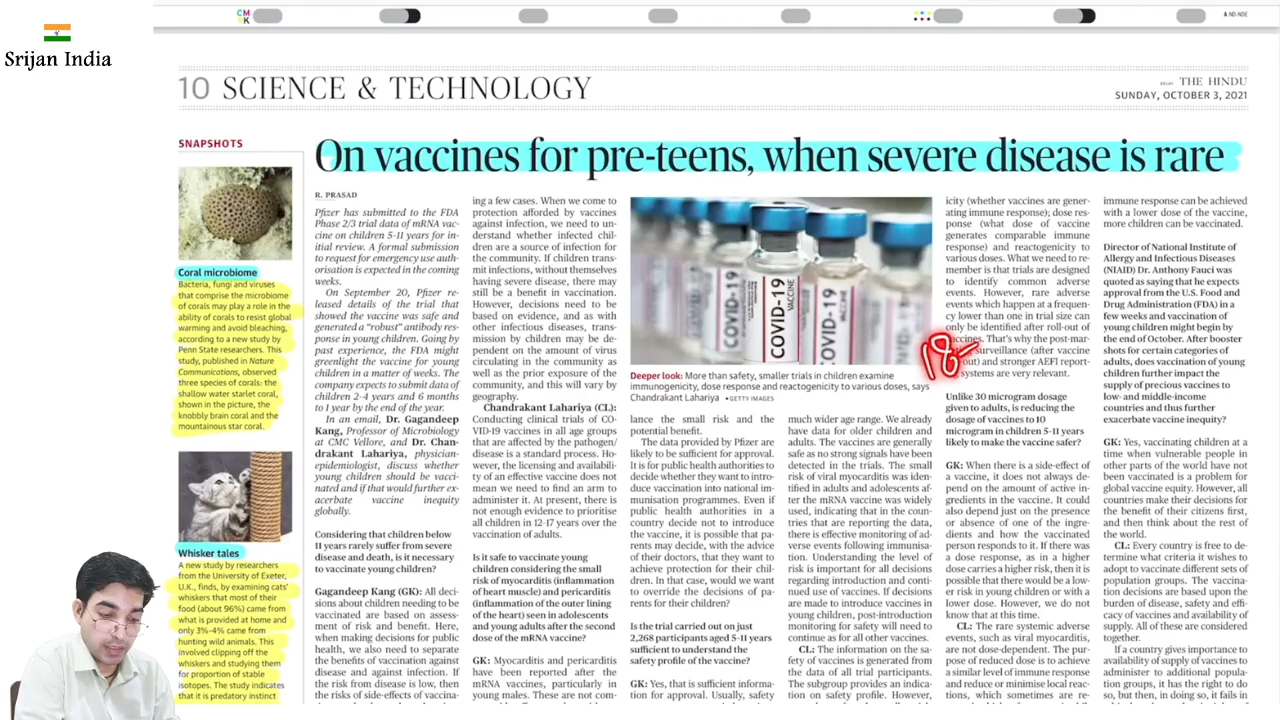 Srijan India
CM
YK
A ND-NDE
10 SCIENCE & TECHNOLOGY
THE HINDU
SUNDAY, OCTOBER 3, 2021
SNAPSHOTS
Coral microbiome
Bacteria, fungi and viruses
that comprise the microbiome
of corals may play a role in the
ability of corals to resist global
warming and avoid bleaching,
according to a new study by
Penn State researchers. This
study, published in Nature
Communications, observed
three species of corals: the
shallow water starlet coral,
shown in the picture, the
knobbly brain coral and the
mountainous star coral.
Whisker tales
A new study by researchers
from the University of Exeter,
U.K., finds, by examining cats'
whiskers that most of their
food (about 96%) came from
what is provided at home and
only 3%-4% came from
hunting wild animals. This
involved clipping off the
whiskers and studying them
for proportion of stable
isotopes. The study indicates
that it is predatory instinct
On vaccines for pre-teens, when severe disease is rare
R. PRASAD
Pfizer has submitted to the FDA
Phase 2/3 trial data of mRNA vac-
cine on children 5-11 years for in-
itial review. A formal submission
to request for emergency use auth-
orisation is expected in the coming
weeks.
On September 20, Pfizer re-
leased details of the trial that
showed the vaccine was safe and
generated a "robust" antibody res-
ponse in young children. Going by
past experience, the FDA might
greenlight the vaccine for young
children in a matter of weeks. The
company expects to submit data of
children 2-4 years and 6 months
to 1 year by the end of the year.
In an email, Dr. Gagandeep
Kang, Professor of Microbiology
at CMC Vellore, and Dr. Chan-
drakant Lahariya, physician-
epidemiologist, discuss whether
young children should be vacci-
nated and if that would further ex-
acerbate vaccine inequity
globally.
Considering that children below
11 years rarely suffer from severe
disease and death, is it necessary
to vaccinate young children?
Gagandeep Kang (GK): All deci-
sions about children needing to be
vaccinated are based on assess-
ment of risk and benefit. Here,
when making decisions for public
health, we also need to separate
the benefits of vaccination against
disease and against infection. If
the risk from disease is low, then
the risks of side-effects of vaccina-
ing a few cases. When we come to
protection afforded by vaccines
against infection, we need to un-
derstand whether infected chil-
dren are a source of infection for
the community. If children trans-
mit infections, without themselves
having severe disease, there may
still be a benefit in vaccination.
However, decisions need to be
based on evidence, and as with
other infectious diseases, trans-
mission by children may be de-
pendent on the amount of virus
circulating in the community as
well as the prior exposure of the
community, and this will vary by
geography.
Chandrakant Lahariya (CL):
Conducting clinical trials of CO-
VID-19 vaccines in all age groups
that are affected by the pathogen/
disease is a standard process. Ho-
wever, the licensing and availabili-
ty of an effective vaccine does not
mean we need to find an arm to
administer it. At present, there is
not enough evidence to prioritise
all children in 12-17 years over the
vaccination of adults.
Is it safe to vaccinate young
children considering the small
risk of myocarditis (inflammation
of heart muscle) and pericarditis
(inflammation of the outer lining
of the heart) seen in adolescents
and young adults after the second
dose of the mRNA vaccine?
GK: Myocarditis and pericarditis
have been reported after the
mRNA vaccines, particularly in
young males. These are not com-
COVID-19
VACCINE
COVID-19
VACCINE
COVID-19
Deeper look: More than safety, smaller trials in children examine
immunogenicity, dose response and reactogenicity to various doses, says
Chandrakant Lahariya • GETTY IMAGES
lance the small risk and the
potential benefit.
The data provided by Pfizer are
likely to be sufficient for approval.
It is for public health authorities to
decide whether they want to intro-
duce vaccination into national im-
munisation programmes. Even if
public health authorities in a
country decide not to introduce
the vaccine, it is possible that pa-
rents may decide, with the advice
of their doctors, that they want to
achieve protection for their chil-
dren. In that case, would we want
to override the decisions of pa-
rents for their children?
Is the trial carried out on just
2,268 participants aged 5-11 years
sufficient to understand the
safety profile of the vaccine?
GK: Yes, that is sufficient informa-
tion for approval. Usually, safety
much wider age range. We already
have data for older children and
adults. The vaccines are generally
safe as no strong signals have been
detected in the trials. The small
risk of viral myocarditis was iden-
tified in adults and adolescents af-
ter the mRNA vaccine was widely
used, indicating that in the coun-
tries that are reporting the data,
there is effective monitoring of ad-
verse events following immunisa-
tion. Understanding the level of
risk is important for all decisions
regarding introduction and conti-
nued use of vaccines. If decisions
are made to introduce vaccines in
young children, post-introduction
monitoring for safety will need to
continue as for all other vaccines.
CL: The information on the sa-
fety of vaccines is generated from
the data of all trial participants.
The subgroup provides an indica-
tion on safety profile. However,
icity (whether vaccines are gener-
ating immune response); dose res-
ponse (what dose of vaccine
generates comparable immune
response) and reactogenicity to
various doses. What we need to re-
member is that trials are designed
to identify common adverse
events. However, rare adverse
events which happen at a frequen-
cy lower than one in trial size can
only be identified after roll-out of
accines. That's why the post-mar-
surveillance (after vaccine
out) and stronger AEFI report-
systems are very relevant.
18-
Unlike 30 microgram dosage
given to adults, is reducing the
dosage of vaccines to 10
microgram in children 5-11 years
likely to make the vaccine safer?
GK: When there is a side-effect of
a vaccine, it does not always de-
pend on the amount of active in-
gredients in the vaccine. It could
also depend just on the presence
or absence of one of the ingre-
dients and how the vaccinated
person responds to it. If there was
a dose response, as in a higher
dose carries a higher risk, then it is
possible that there would be a low-
er risk in young children or with a
lower dose. However, we do not
know that at this time.
CL: The rare systemic adverse
events, such as viral myocarditis,
are not dose-dependent. The pur-
pose of reduced dose is to achieve
a similar level of immune response
and reduce or minimise local reac-
tions, which sometimes are re-
immune response can be achieved
with a lower dose of the vaccine,
more children can be vaccinated.
Director of National Institute of
Allergy and Infectious Diseases
(NIAID) Dr. Anthony Fauci was
quoted as saying that he expects
approval from the U.S. Food and
Drug Administration (FDA) in a
few weeks and vaccination of
young children might begin by
the end of October. After booster
shots for certain categories of
adults, does vaccination of young
children further impact the
supply of precious vaccines to
low- and middle-income
countries and thus further
exacerbate vaccine inequity?
GK: Yes, vaccinating children at a
time when vulnerable people in
other parts of the world have not
been vaccinated is a problem for
global vaccine equity. However, all
countries make their decisions for
the benefit of their citizens first,
and then think about the rest of
the world.
CL: Every country is free to de-
termine what criteria it wishes to
adopt to vaccinate different sets of
population groups. The vaccina-
tion decisions are based upon the
burden of disease, safety and effi-
cacy of vaccines and availability of
supply. All of these are considered
together.
If a country gives importance to
availability of supply of vaccines to
administer to additional popula-
tion groups, it has the right to do
so, but then, in doing so, it fails in